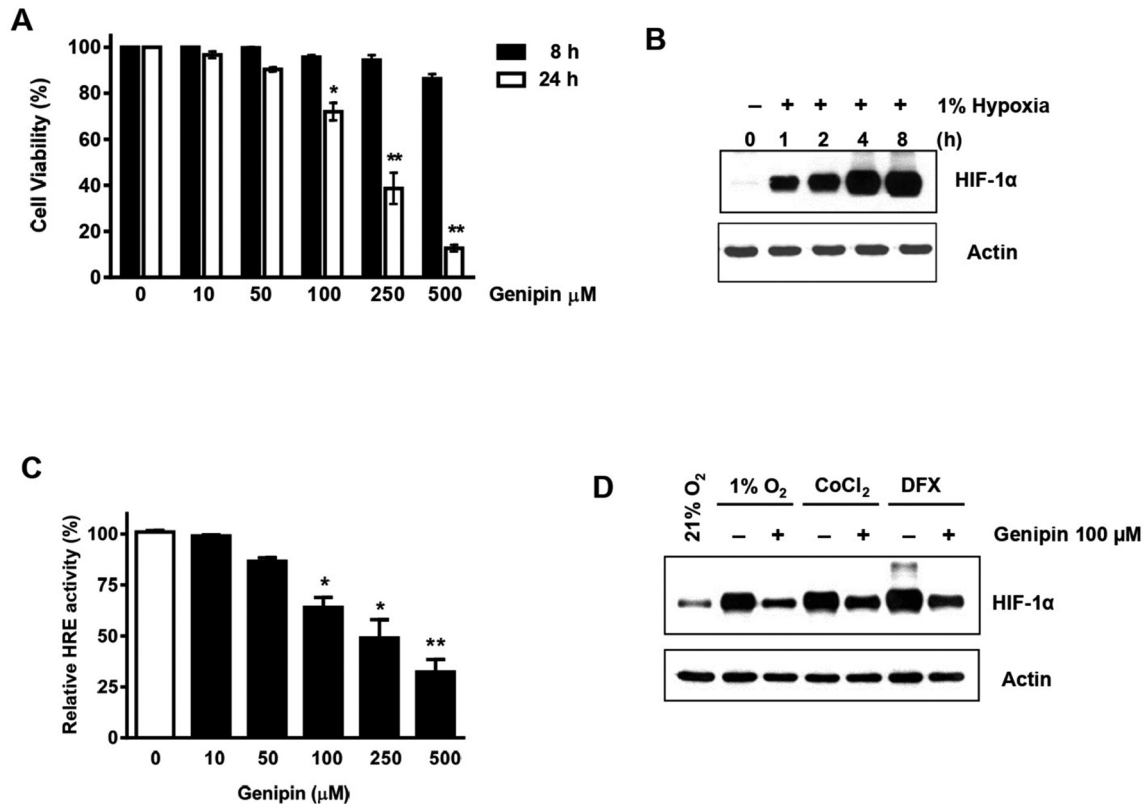 A
100
80
60
40
20
0
Cell Viability (%)
8 h
24 h
*
**
**
0 10 50 100 250 500 Genipin μM
B
– + + + + 1% Hypoxia
0 1 2 4 8 (h)
HIF-1α
Actin
C
100
75
50
25
0
Relative HRE activity (%)
*
*
**
0 10 50 100 250 500
Genipin (μM)
D
21% O₂ 1% O₂ CoCl₂ DFX
– + – + – + Genipin 100 μM
HIF-1α
Actin